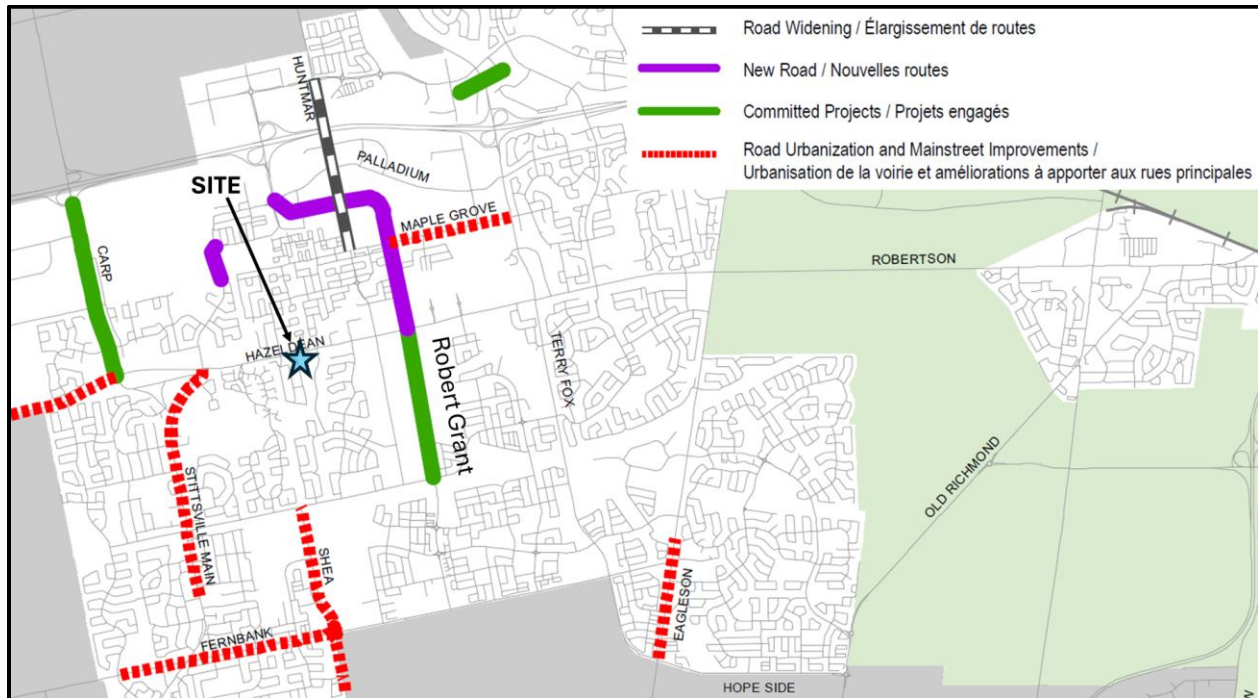 Road Widening / Élargissement de routes
New Road / Nouvelles routes
Committed Projects / Projets engagés
Road Urbanization and Mainstreet Improvements /
Urbanisation de la voirie et améliorations à apporter aux rues principales
HUNTMAR
PALLADIUM
SITE
MAPLE GROVE
CARP
ROBERTSON
HAZELDEAN
TERRY FOX
Robert Grant
OLD RICHMOND
STITTSVILLE MAIN
SHEA
EAGLESON
FERNBANK
HOPE SIDE